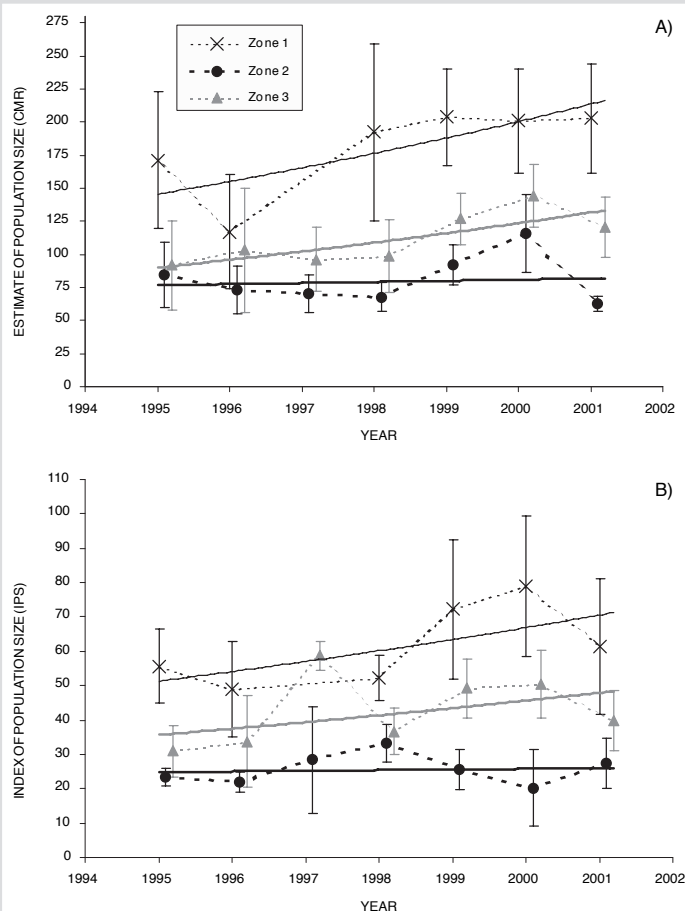 A)
Zone 1
Zone 2
Zone 3
ESTIMATE OF POPULATION SIZE (CMR)
275
250
225
200
175
150
125
100
75
50
25
0
1994 1995 1996 1997 1998 1999 2000 2001 2002
YEAR
B)
INDEX OF POPULATION SIZE (IPS)
110
100
90
80
70
60
50
40
30
20
10
0
1994 1995 1996 1997 1998 1999 2000 2001 2002
YEAR